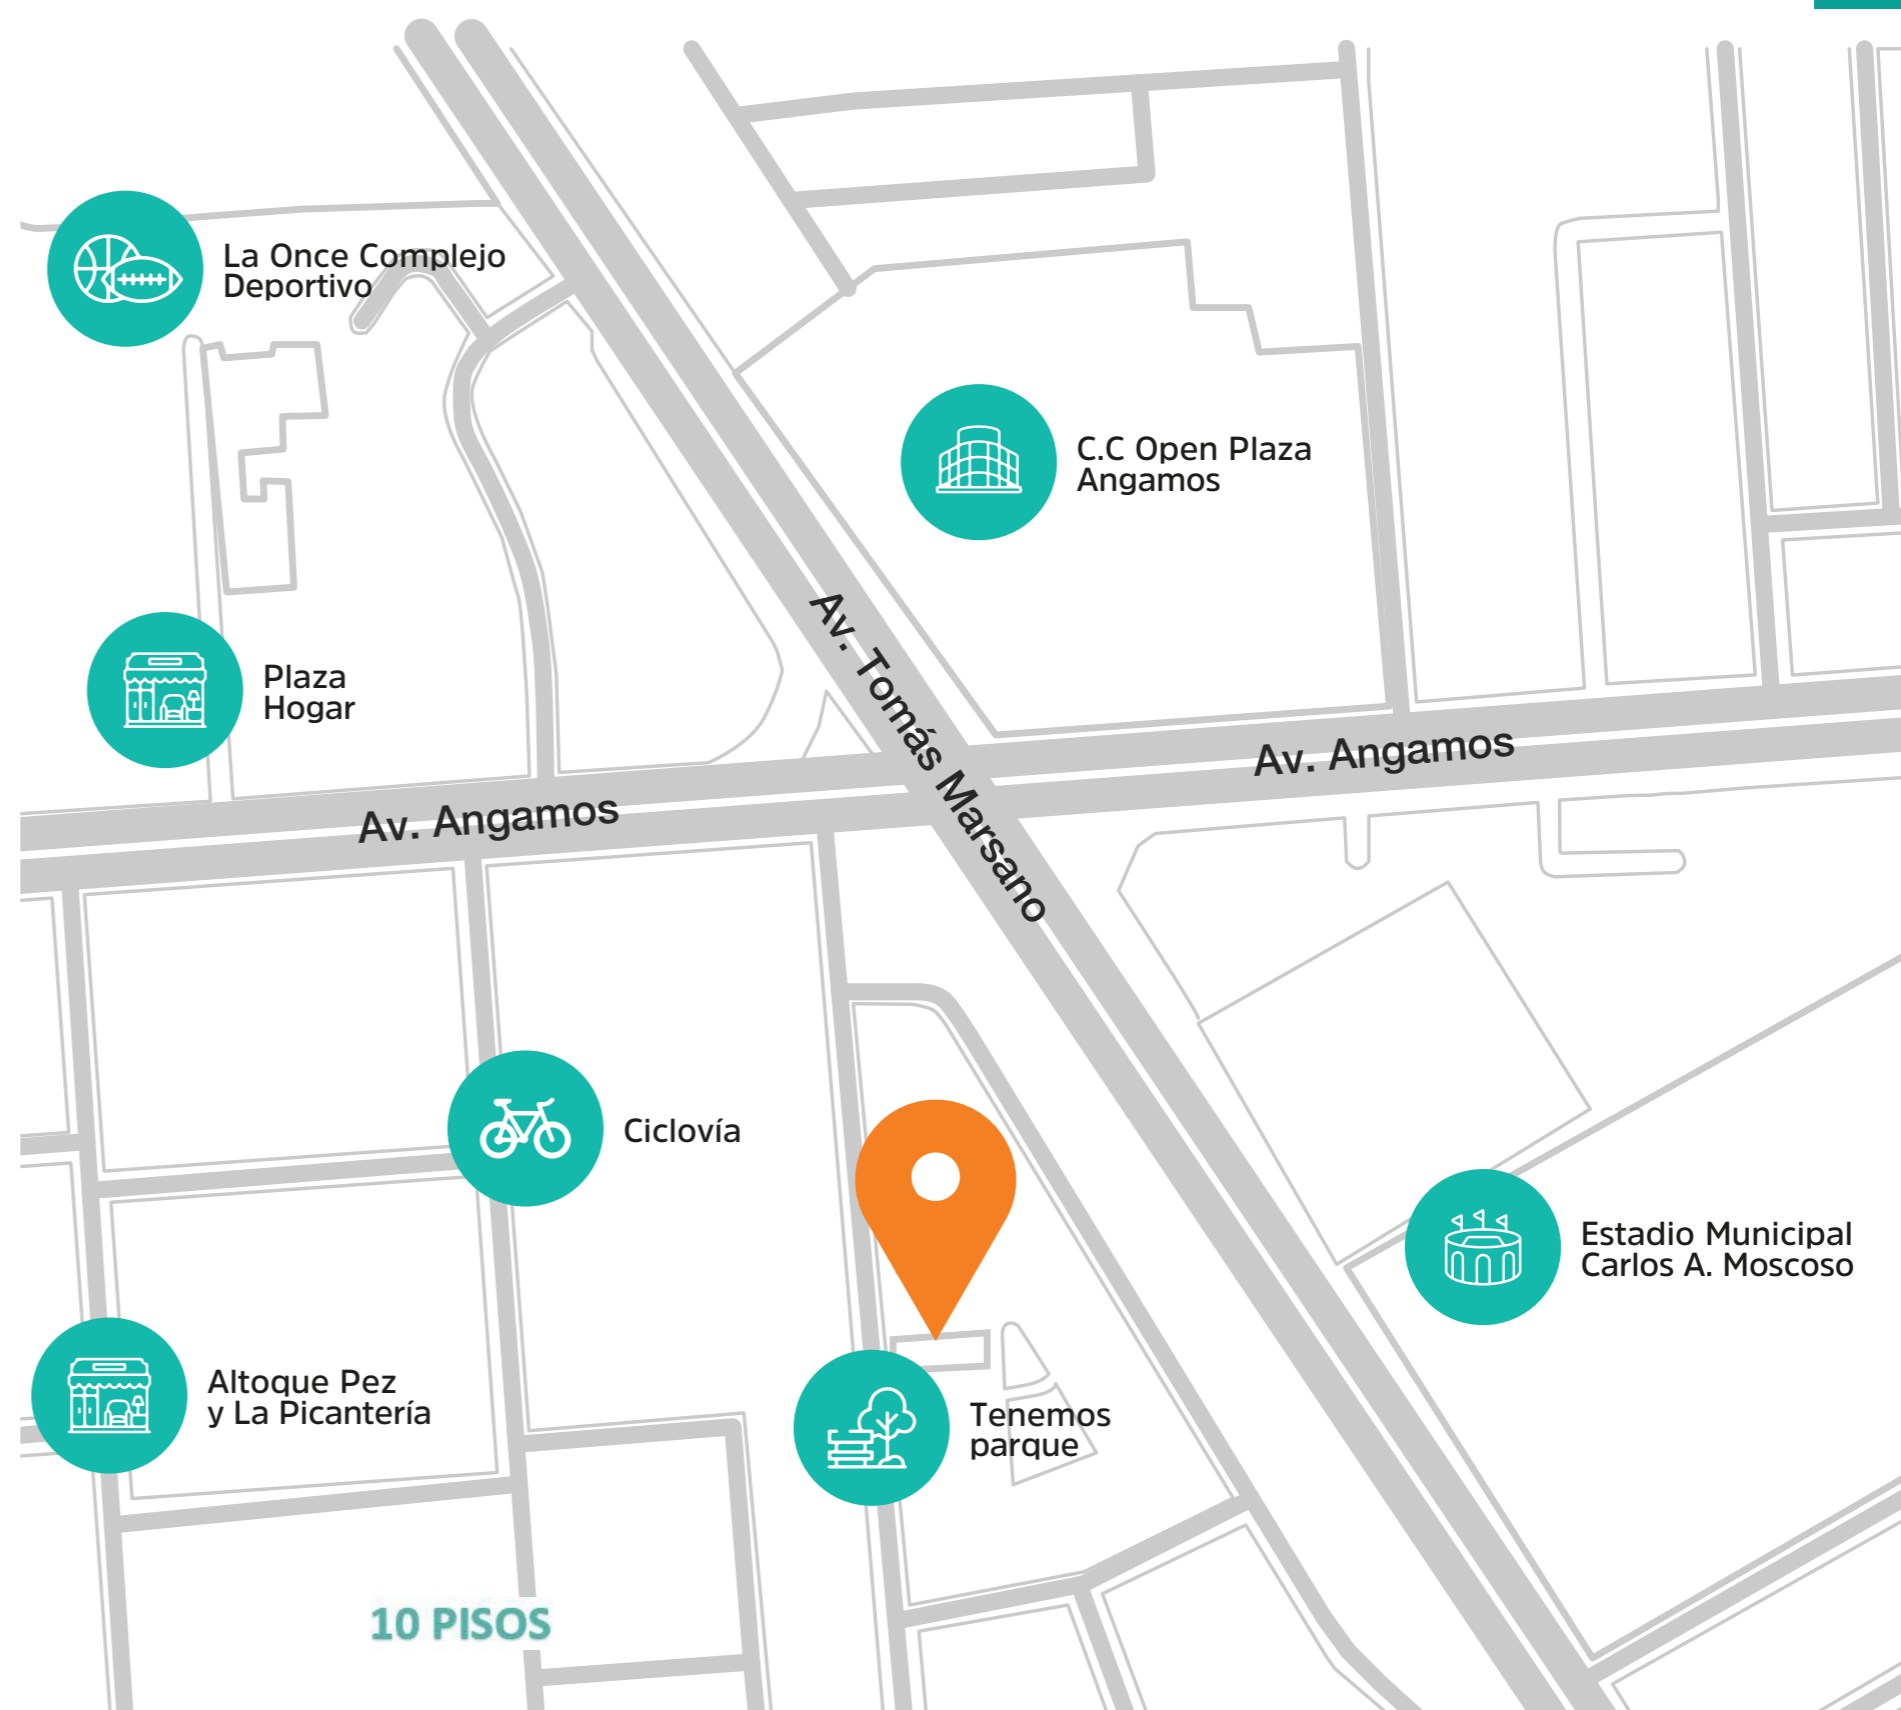 La Once Complejo
Deportivo
C.C Open Plaza
Angamos
Plaza
Hogar
Av. Tomás Marsano
Av. Angamos
Av. Angamos
Ciclovía
Estadio Municipal
Carlos A. Moscoso
Altoque Pez
y La Picantería
Tenemos
parque
10 PISOS